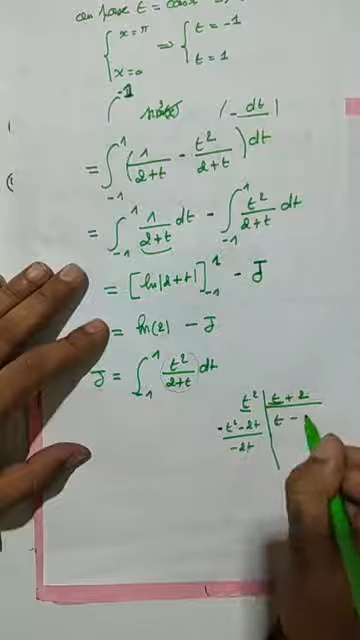 on pose t = cosx
{ x = π ⇒ { t = -1
{ x = 0 { t = 1
-1
( -dt )
= ∫_{-1}^{1} ( 1/(2+t) - t²/(2+t) ) dt
= ∫_{-1}^{1} 1/(2+t) dt - ∫_{-1}^{1} t²/(2+t) dt
= [ln|2+t|]_{-1}^{1} - J
= ln(2) - J
J = ∫_{-1}^{1} t²/(2+t) dt
t² | t + 2
-t² - 2t | t -
-2t